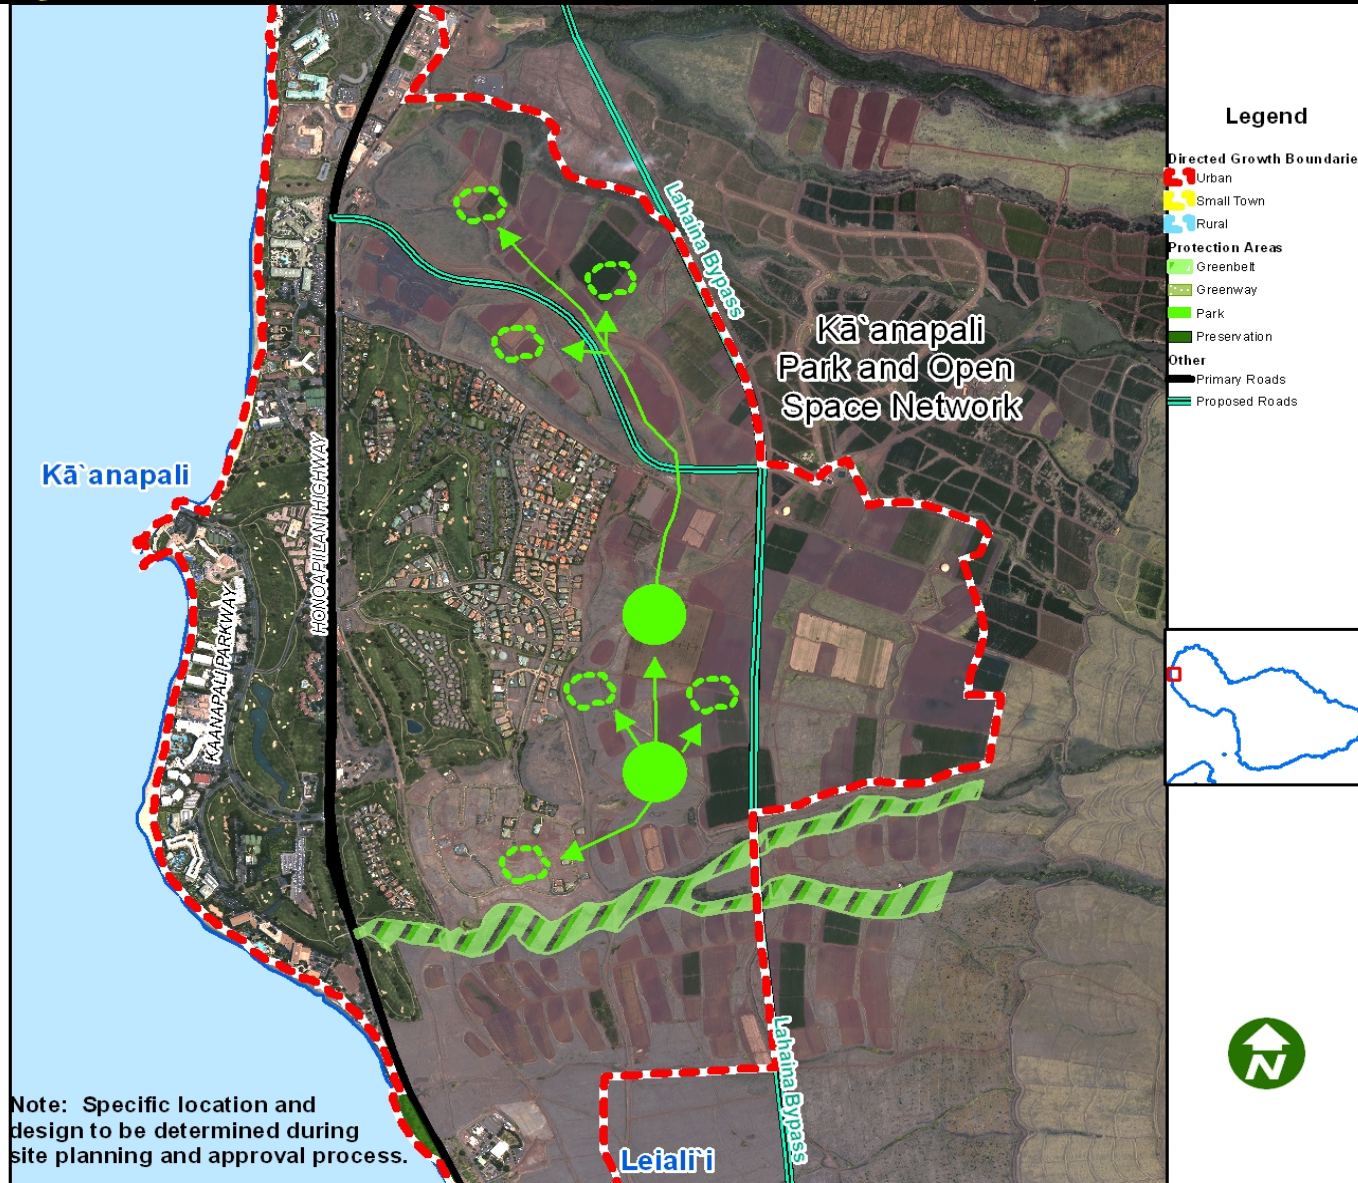 Legend
Directed Growth Boundarie
Urban
Small Town
Rural
Protection Areas
Greenbelt
Greenway
Park
Preservation
Other
Primary Roads
Proposed Roads
Lahaina Bypass
Kā`anapali
Park and Open
Space Network
Kā`anapali
HONOAPIILANI HIGHWAY
KAANAPALI PARKWAY
Lahaina Bypass
Note: Specific location and
design to be determined during
site planning and approval process.
Leiali`i
N